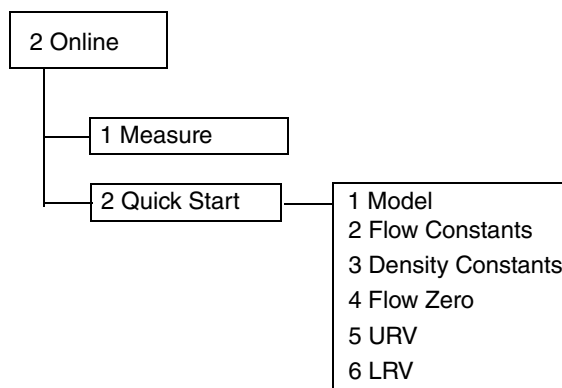 2 Online
1 Measure
2 Quick Start
1 Model
2 Flow Constants
3 Density Constants
4 Flow Zero
5 URV
6 LRV